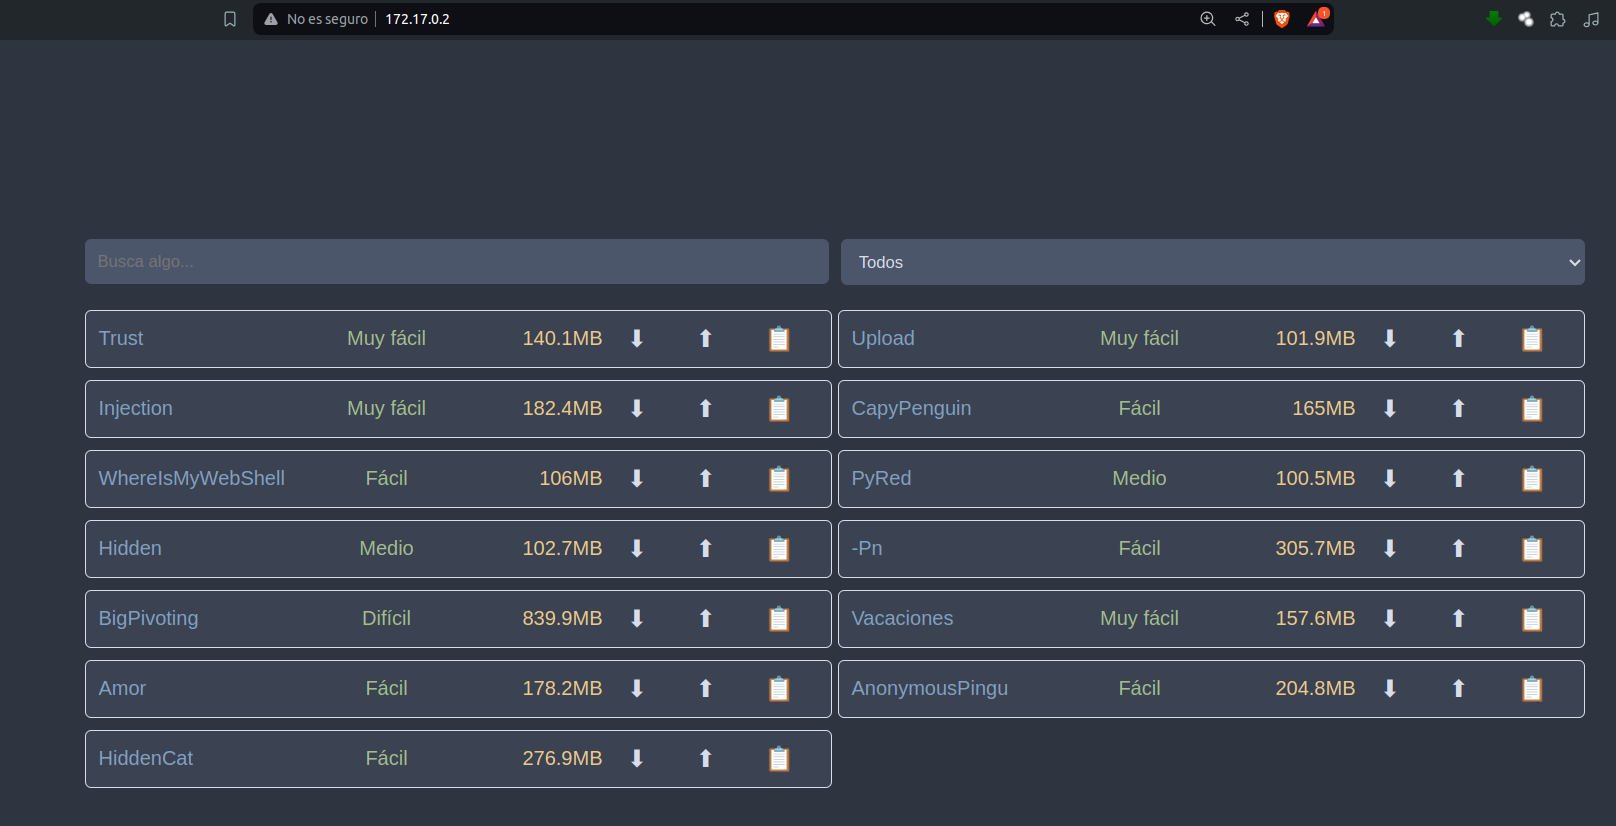 No es seguro 172.17.0.2 1
Busca algo... Todos
Trust Muy fácil 140.1MB Upload Muy fácil 101.9MB
Injection Muy fácil 182.4MB CapyPenguin Fácil 165MB
WhereIsMyWebShell Fácil 106MB PyRed Medio 100.5MB
Hidden Medio 102.7MB -Pn Fácil 305.7MB
BigPivoting Difícil 839.9MB Vacaciones Muy fácil 157.6MB
Amor Fácil 178.2MB AnonymousPingu Fácil 204.8MB
HiddenCat Fácil 276.9MB